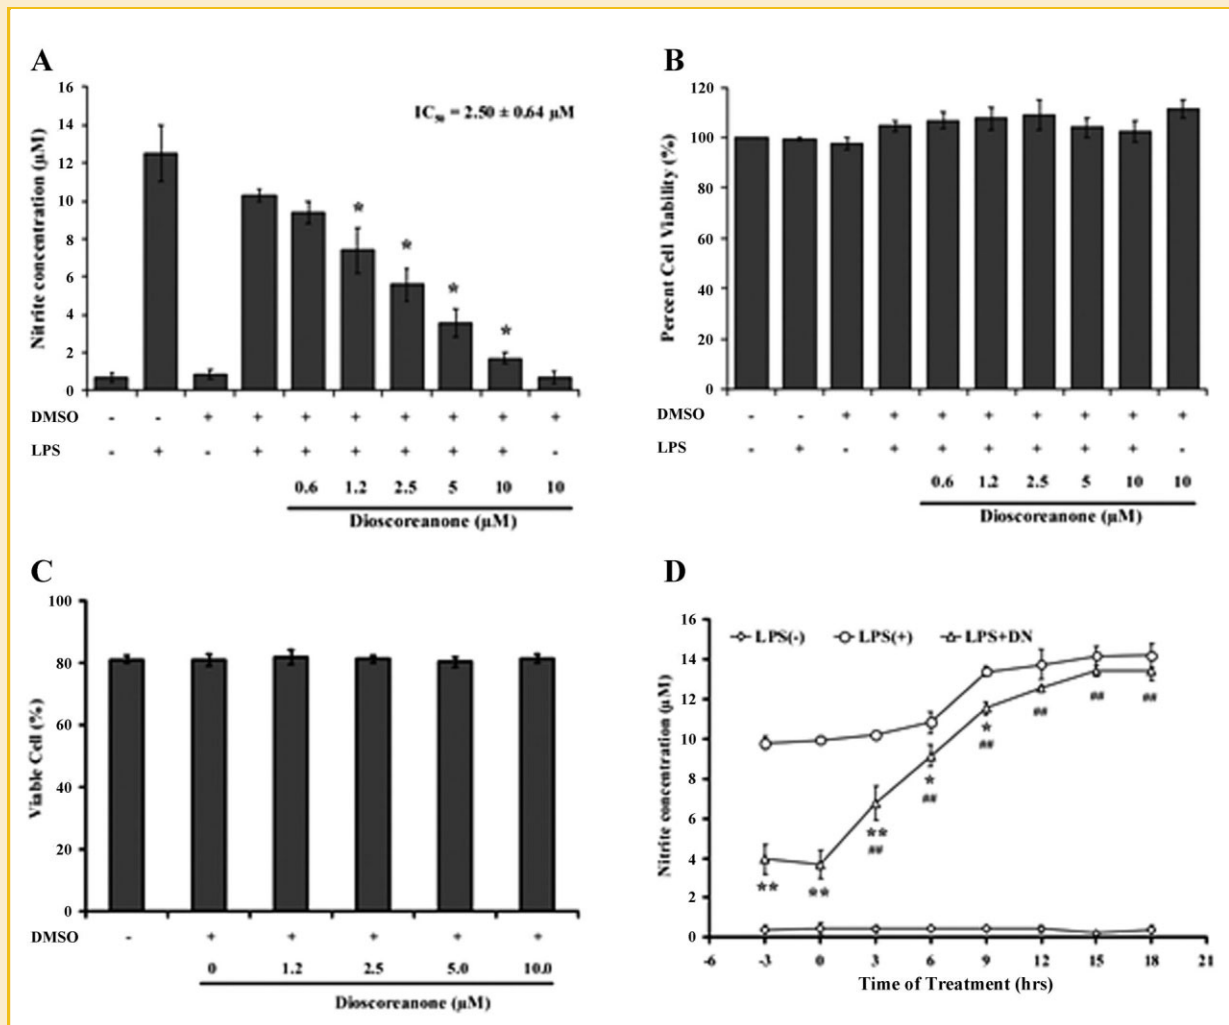 A
Nitrite concentration (µM)
16
14
12
10
8
6
4
2
0
IC50 = 2.50 ± 0.64 µM
* * * *
DMSO - - + + + + + + + +
LPS - + - + + + + + + -
0.6 1.2 2.5 5 10 10
Dioscoreanone (µM)
B
Percent Cell Viability (%)
120
100
80
60
40
20
0
DMSO - - + + + + + + + +
LPS - + - + + + + + + -
0.6 1.2 2.5 5 10 10
Dioscoreanone (µM)
C
Viable Cell (%)
100
80
60
40
20
0
DMSO - + + + + +
0 1.2 2.5 5.0 10.0
Dioscoreanone (µM)
D
Nitrite concentration (µM)
16
14
12
10
8
6
4
2
0
LPS(-) LPS(+) LPS+DN
** ** ** * *
## ## ## ## ## ##
-6 -3 0 3 6 9 12 15 18 21
Time of Treatment (hrs)